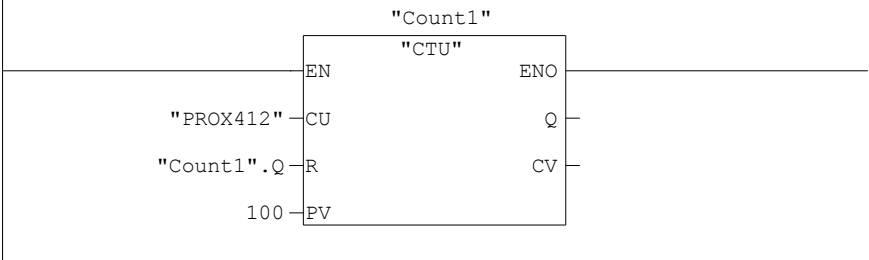 "Count1"
"CTU"
EN ENO
"PROX412" CU Q
"Count1".Q R CV
100 PV